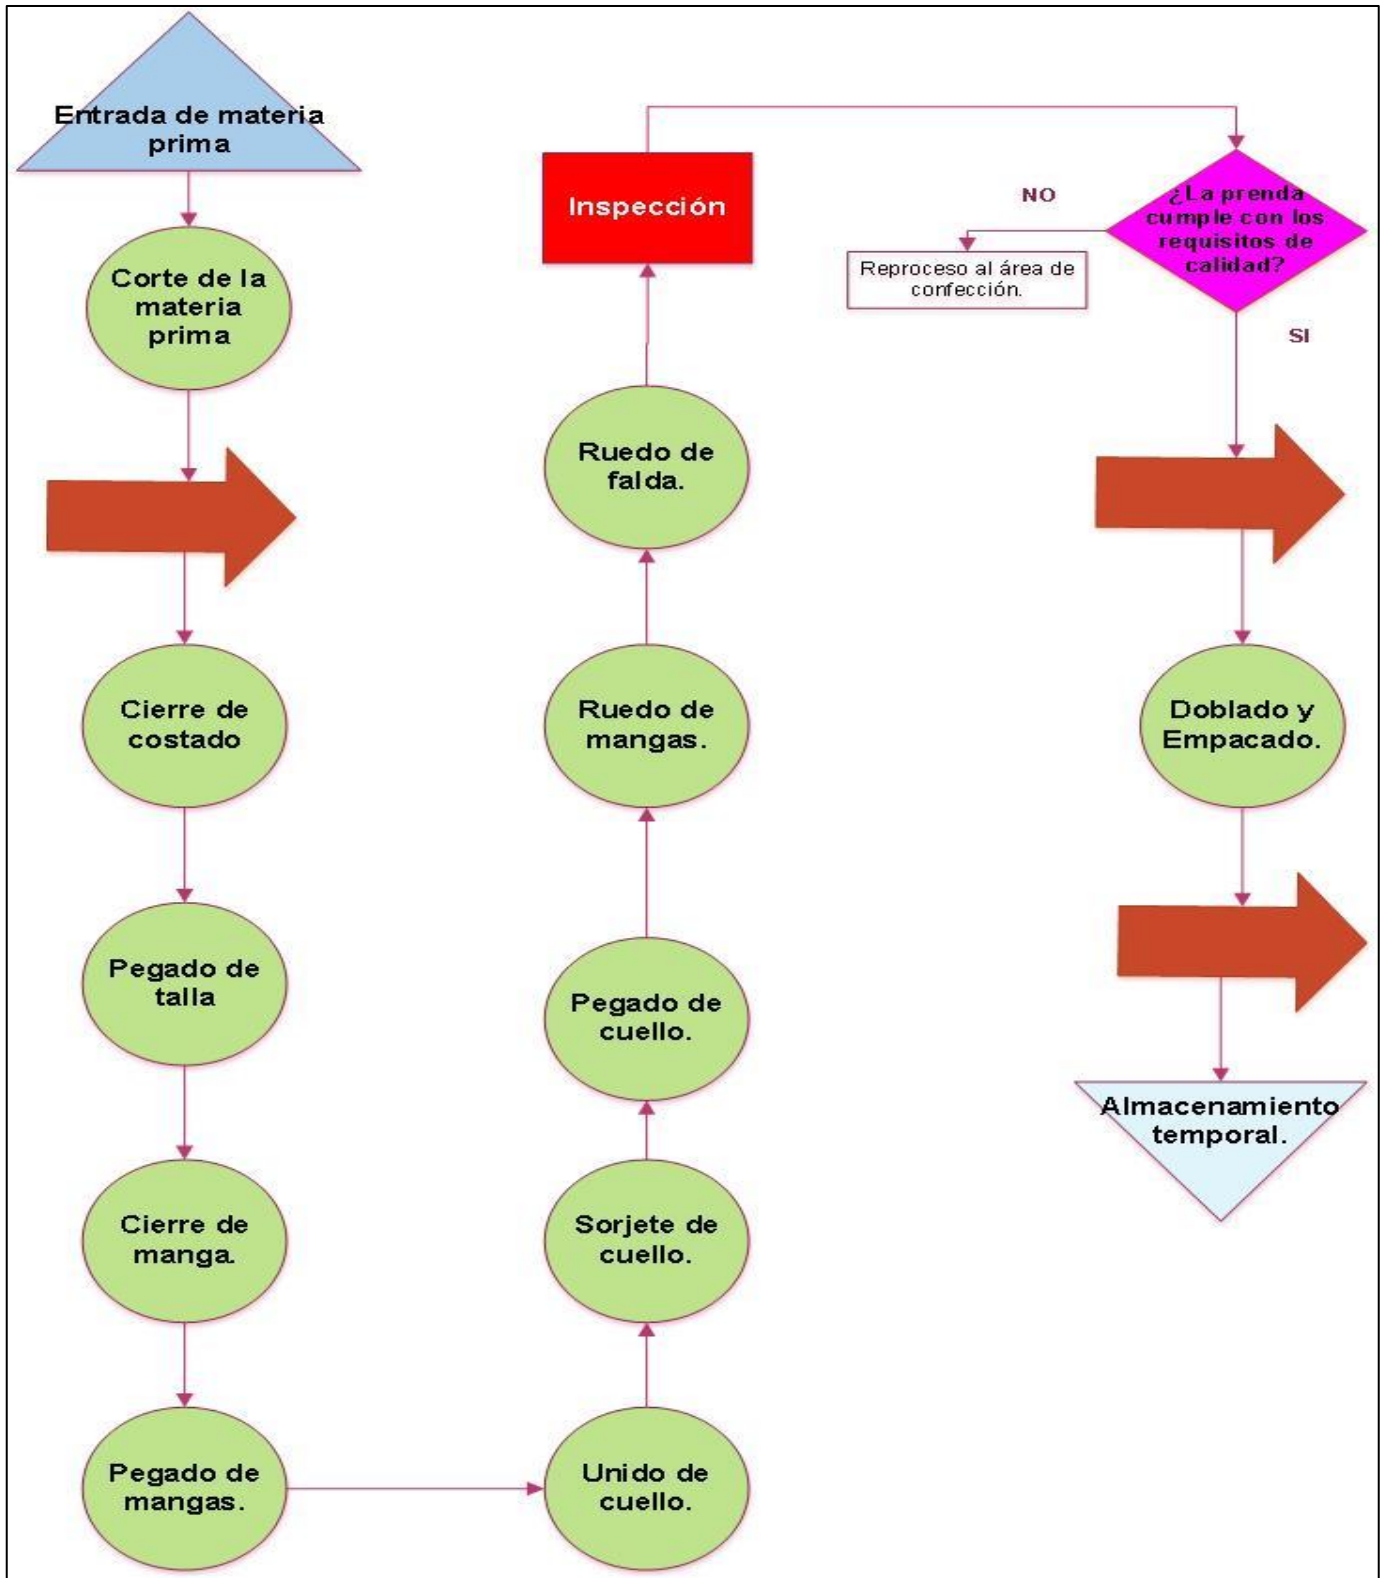 Entrada de materia
prima
Corte de la
materia
prima
Cierre de
costado
Pegado de
talla
Cierre de
manga.
Pegado de
mangas.
Unido de
cuello.
Sorjete de
cuello.
Pegado de
cuello.
Ruedo de
mangas.
Ruedo de
falda.
Inspección
¿La prenda
cumple con los
requisitos de
calidad?
NO
Reproceso al área de
confección.
SI
Doblado y
Empacado.
Almacenamiento
temporal.